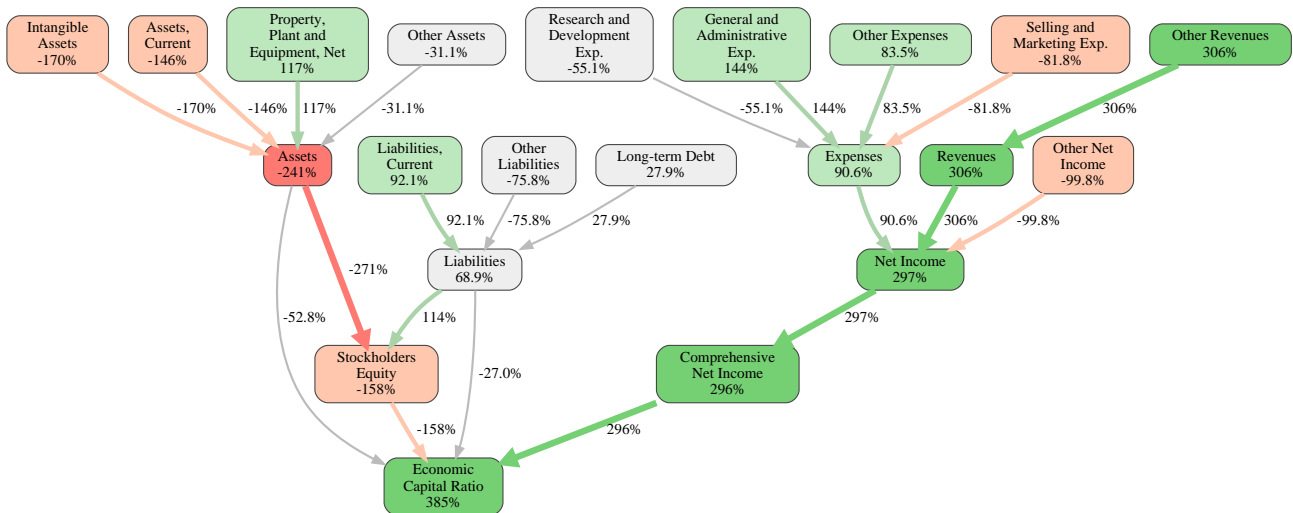 Intangible
Assets
-170%
Assets,
Current
-146%
Property,
Plant and
Equipment, Net
117%
Other Assets
-31.1%
Research and
Development
Exp.
-55.1%
General and
Administrative
Exp.
144%
Other Expenses
83.5%
Selling and
Marketing Exp.
-81.8%
Other Revenues
306%
-170%
-146%
117%
-31.1%
-55.1%
144%
83.5%
-81.8%
306%
Assets
-241%
Liabilities,
Current
92.1%
Other
Liabilities
-75.8%
Long-term Debt
27.9%
Expenses
90.6%
Revenues
306%
Other Net
Income
-99.8%
92.1%
-75.8%
27.9%
90.6%
306%
-99.8%
-271%
Liabilities
68.9%
Net Income
297%
-52.8%
114%
297%
-27.0%
Stockholders
Equity
-158%
Comprehensive
Net Income
296%
-158%
296%
Economic
Capital Ratio
385%